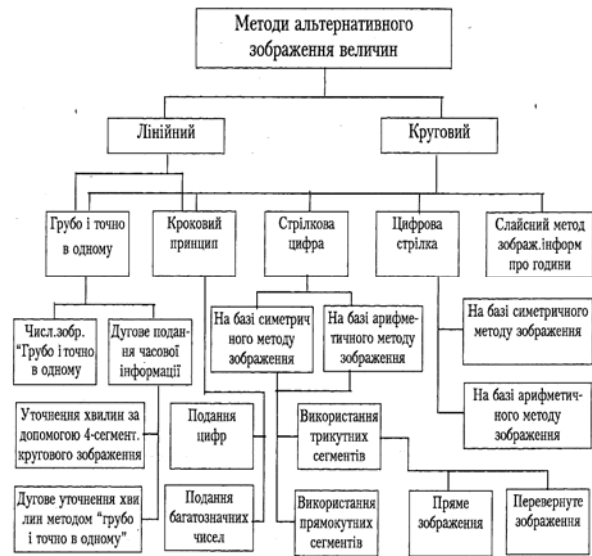 Методи альтернативного
зображення величин
Лінійний
Круговий
Грубо і точно
в одному
Кроковий
принцип
Стрілкова
цифра
Цифрова
стрілка
Слайсний метод
зображ.інформ
про години
Числ.зобр.
"Грубо і точно
в одному
Дугове подан-
ня часової
інформації
На базі симетрич
ного методу
зображення
На базі арифме-
тичного методу
зображення
На базі симетричного
методу зображення
На базі арифметич-
ного методу
зображення
Уточнення хвилин за
допомогою 4-сегмент.
кругового зображення
Подання
цифр
Використання
трикутних
сегментів
Дугове уточнення хви
лин методом "грубо
і точно в одному"
Подання
багатозначних
чисел
Використання
прямокутних
сегментів
Пряме
зображення
Перевернуте
зображення